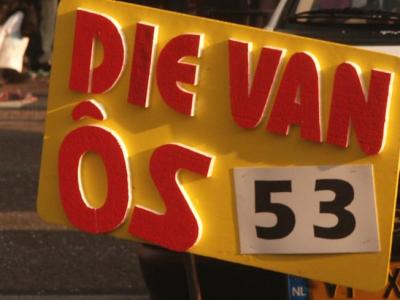 DIE VAN
ÔS 53
NL